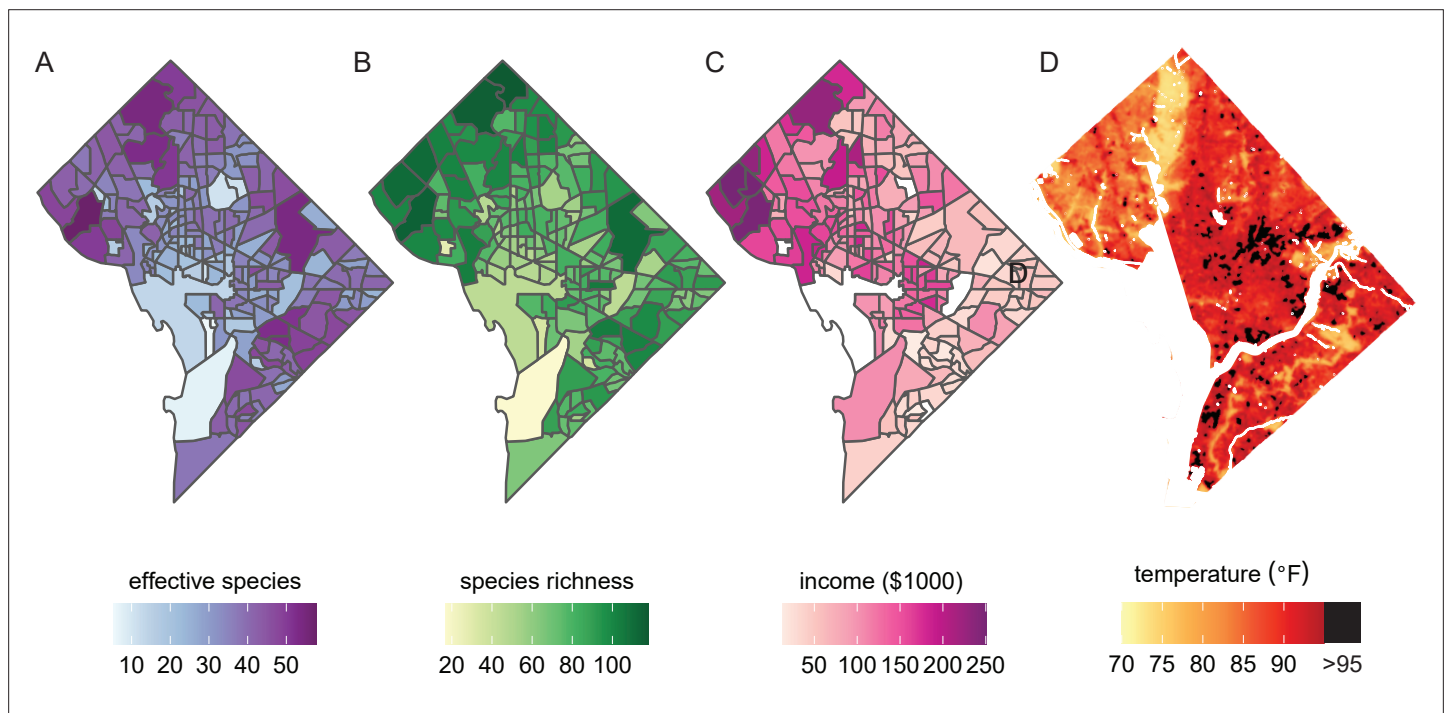 A
B
C
D
D
effective species
10 20 30 40 50
species richness
20 40 60 80 100
income ($1000)
50 100 150 200 250
temperature (°F)
70 75 80 85 90 >95